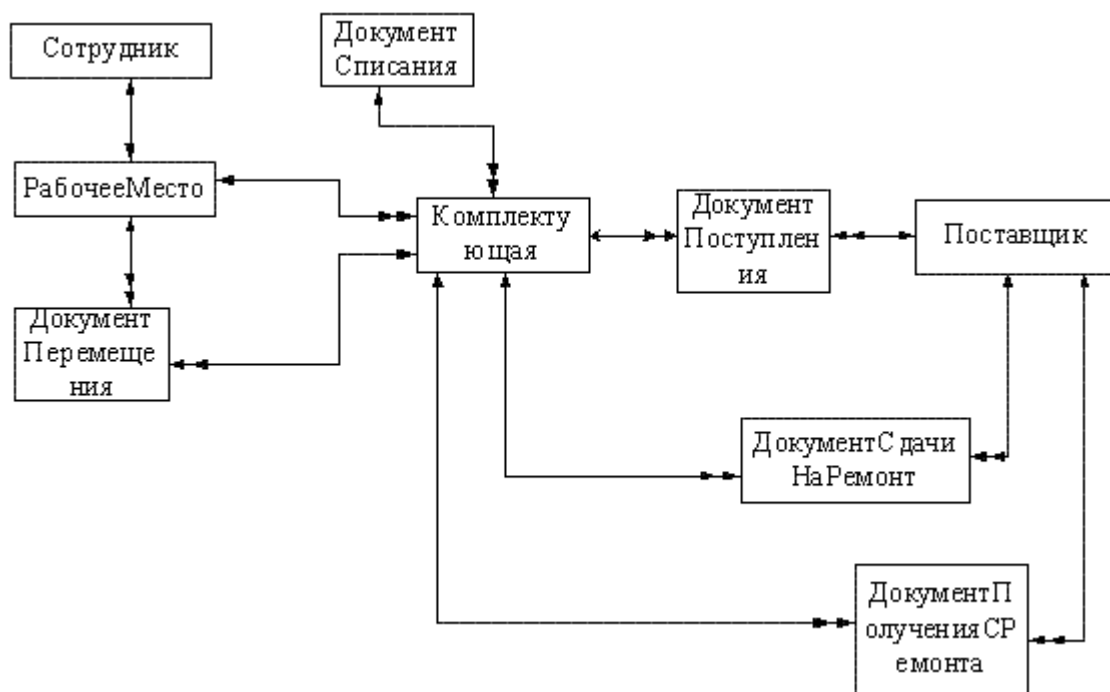 Сотрудник
Документ
Списания
РабочееМесто
Комплекту
ющая
Документ
Поступлен
ия
Поставщик
Документ
Перемеще
ния
ДокументСдачи
НаРемонт
ДокументП
олученияСР
емонта